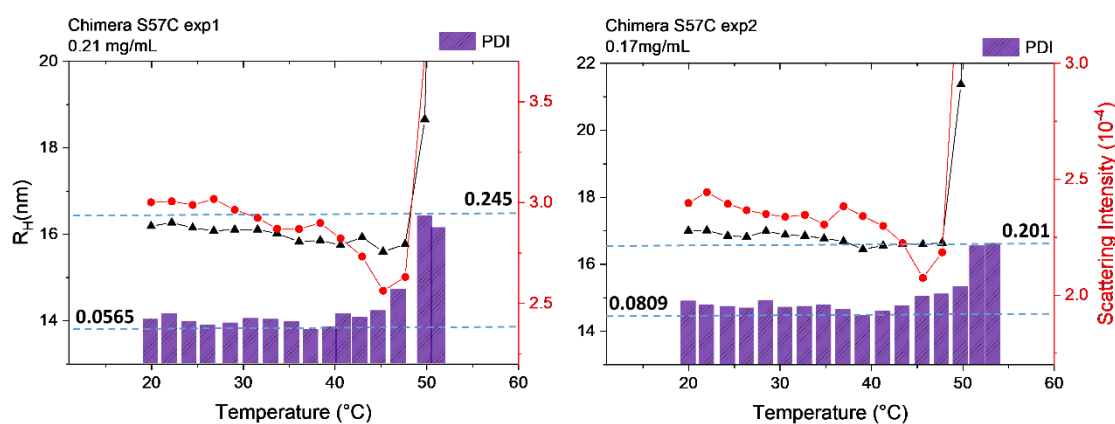 Chimera S57C exp1
0.21 mg/mL
PDI
20
18
16
14
R_H(nm)
3.5
3.0
2.5
0.245
0.0565
20
30
40
50
60
Temperature (°C)
Chimera S57C exp2
0.17mg/mL
PDI
22
20
18
16
14
3.0
2.5
2.0
Scattering Intensity (10⁻⁴)
0.201
0.0809
20
30
40
50
60
Temperature (°C)